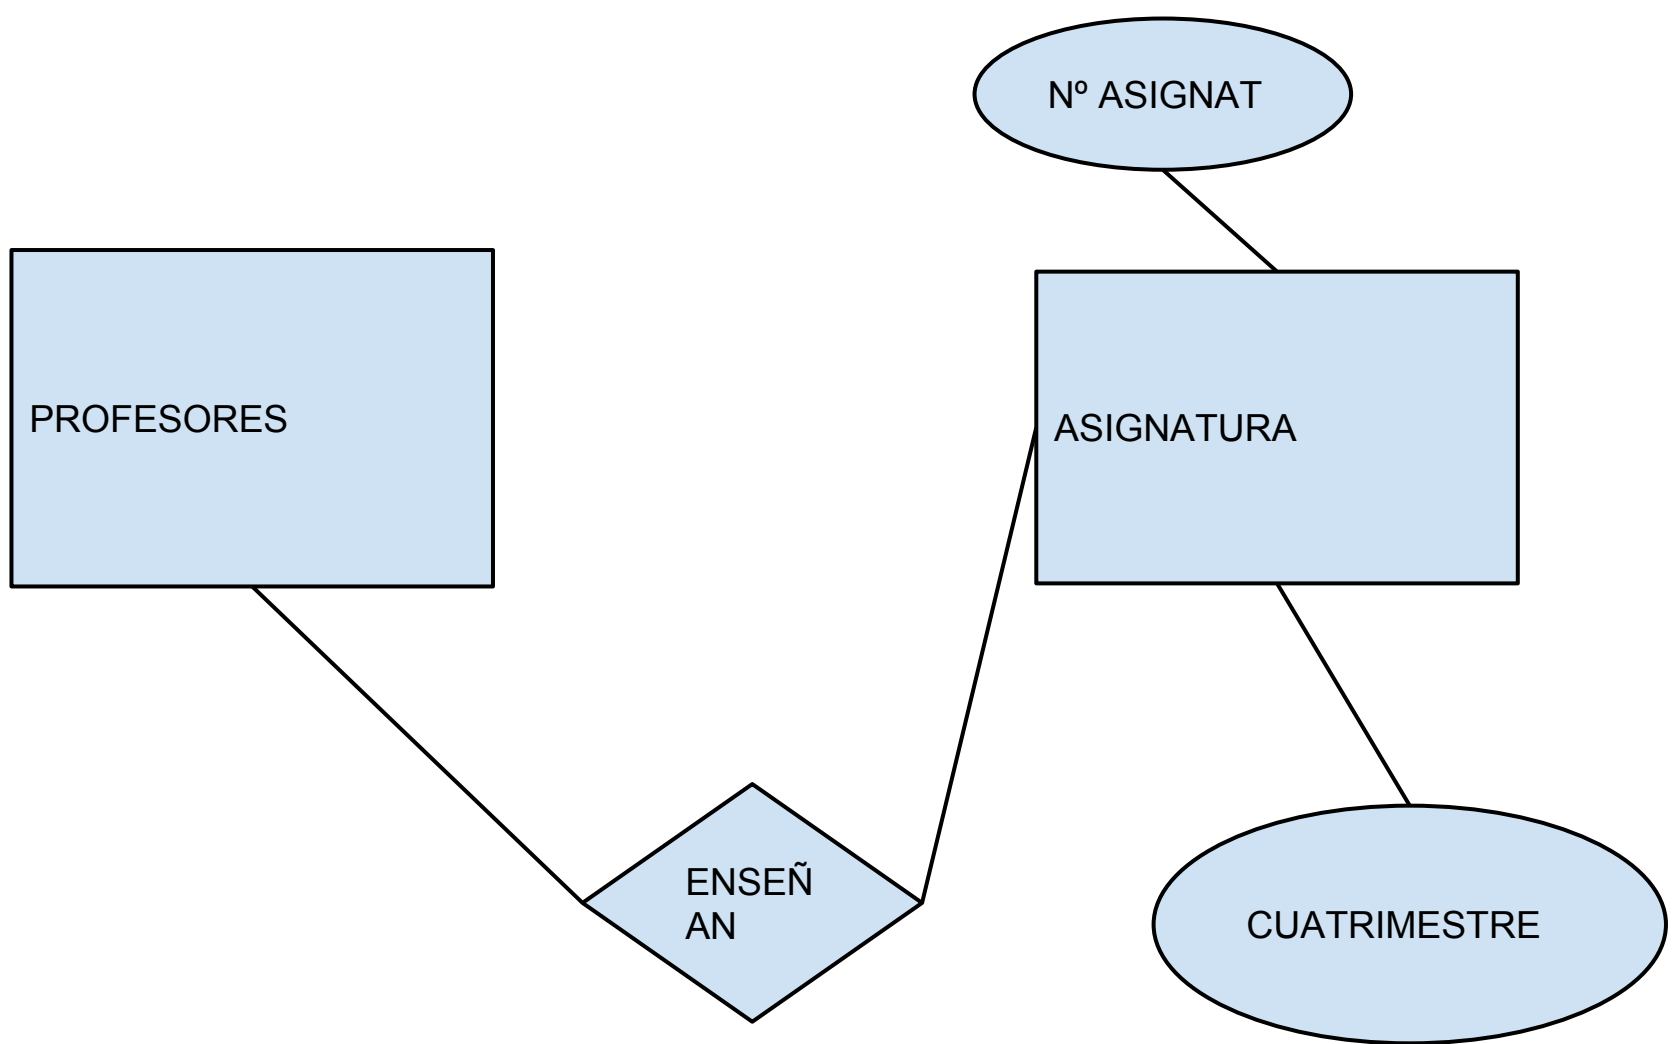 Nº ASIGNAT
PROFESORES
ASIGNATURA
ENSEÑ
AN
CUATRIMESTRE